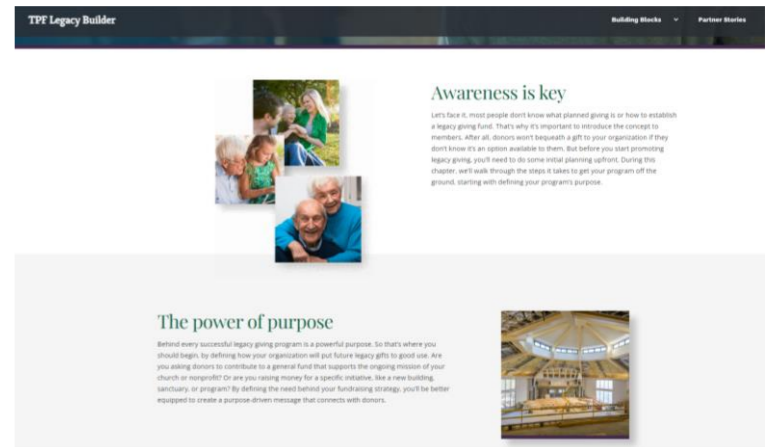 TPF Legacy Builder
Building Blocks
Partner Stories
Awareness is key
Let's face it, most people don't know what planned giving is or how to establish
a legacy giving fund. That's why it's important to introduce the concept to
members. After all, donors won't bequeath a gift to your organization if they
don't know it's an option available to them. But before you start promoting
legacy giving, you'll need to do some initial planning upfront. During this
chapter, we'll walk through the steps it takes to get your program off the
ground, starting with defining your program's purpose.
The power of purpose
Behind every successful legacy giving program is a powerful purpose. So that's where you
should begin, by defining how your organization will put future legacy gifts to good use. Are
you asking donors to contribute to a general fund that supports the ongoing mission of your
church or nonprofit? Or are you raising money for a specific initiative, like a new building,
sanctuary, or program? By defining the need behind your fundraising strategy, you'll be better
equipped to create a purpose-driven message that connects with donors.